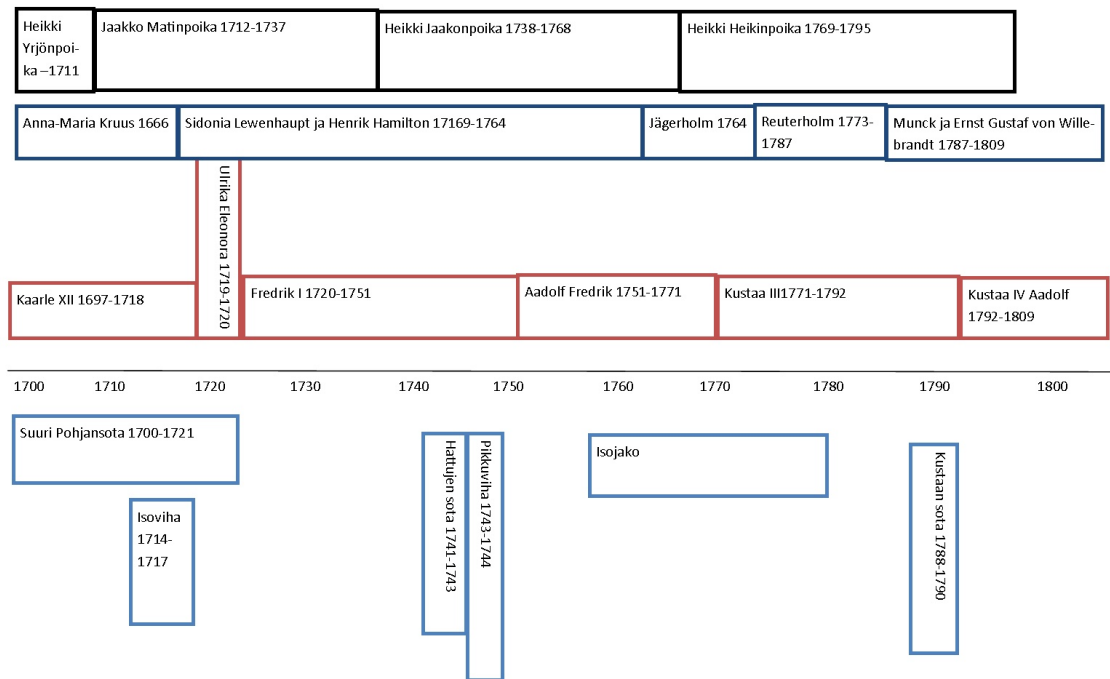 Heikki
Yrjönpoi-
ka –1711
Jaakko Matinpoika 1712-1737
Heikki Jaakonpoika 1738-1768
Heikki Heikinpoika 1769-1795
Anna-Maria Kruus 1666
Sidonia Lewenhaupt ja Henrik Hamilton 17169-1764
Jägerholm 1764
Reuterholm 1773-
1787
Munck ja Ernst Gustaf von Wille-
brandt 1787-1809
Kaarle XII 1697-1718
Ulrika Eleonora 1719-1720
Fredrik I 1720-1751
Aadolf Fredrik 1751-1771
Kustaa III1771-1792
Kustaa IV Aadolf
1792-1809
1700 1710 1720 1730 1740 1750 1760 1770 1780 1790 1800
Suuri Pohjansota 1700-1721
Isoviha
1714-
1717
Hattujen sota 1741-1743
Pikkuviha 1743-1744
Isojako
Kustaan sota 1788-1790